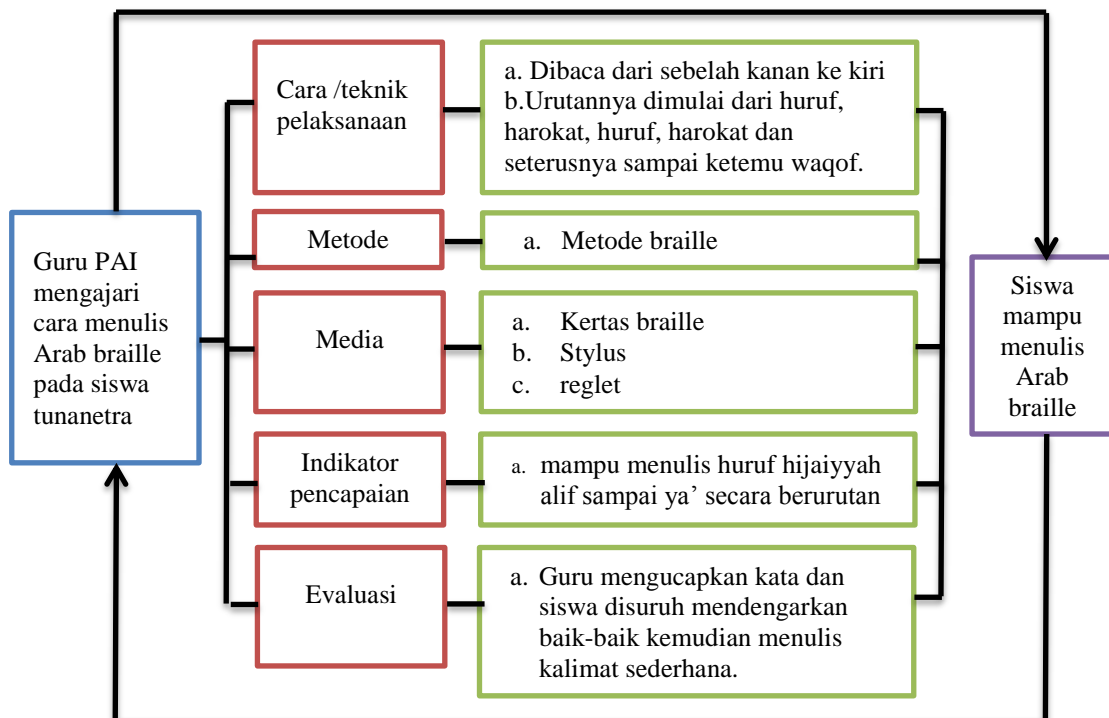 Guru PAI
mengajari
cara menulis
Arab braille
pada siswa
tunanetra
Cara /teknik
pelaksanaan
a. Dibaca dari sebelah kanan ke kiri
b.Urutannya dimulai dari huruf,
harokat, huruf, harokat dan
seterusnya sampai ketemu waqof.
Metode
a. Metode braille
Media
a. Kertas braille
b. Stylus
c. reglet
Indikator
pencapaian
a. mampu menulis huruf hijaiyyah
alif sampai ya’ secara berurutan
Evaluasi
a. Guru mengucapkan kata dan
siswa disuruh mendengarkan
baik-baik kemudian menulis
kalimat sederhana.
Siswa
mampu
menulis
Arab
braille